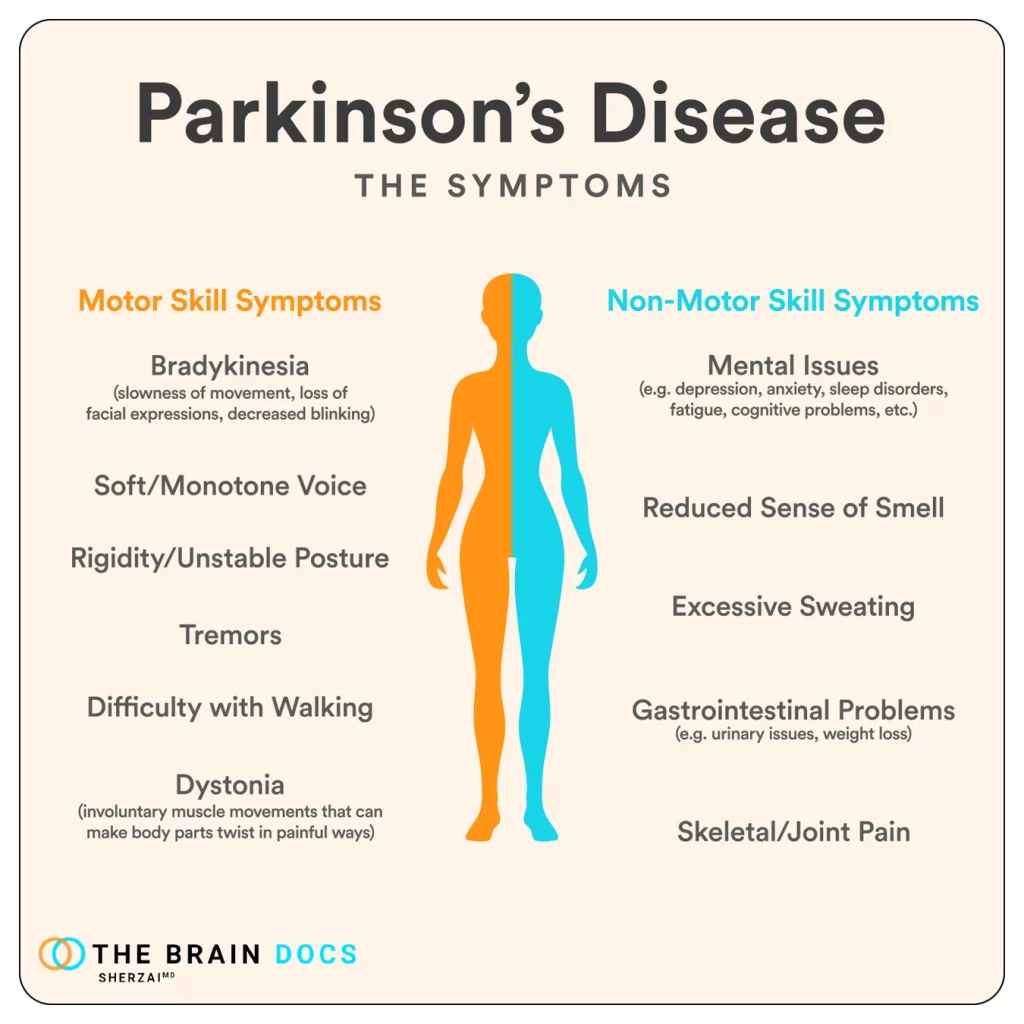 Parkinson’s Disease
THE SYMPTOMS
Motor Skill Symptoms
Bradykinesia
(slowness of movement, loss of
facial expressions, decreased blinking)
Soft/Monotone Voice
Rigidity/Unstable Posture
Tremors
Difficulty with Walking
Dystonia
(involuntary muscle movements that can
make body parts twist in painful ways)
Non-Motor Skill Symptoms
Mental Issues
(e.g. depression, anxiety, sleep disorders,
fatigue, cognitive problems, etc.)
Reduced Sense of Smell
Excessive Sweating
Gastrointestinal Problems
(e.g. urinary issues, weight loss)
Skeletal/Joint Pain
THE BRAIN DOCS
SHERZAI MD